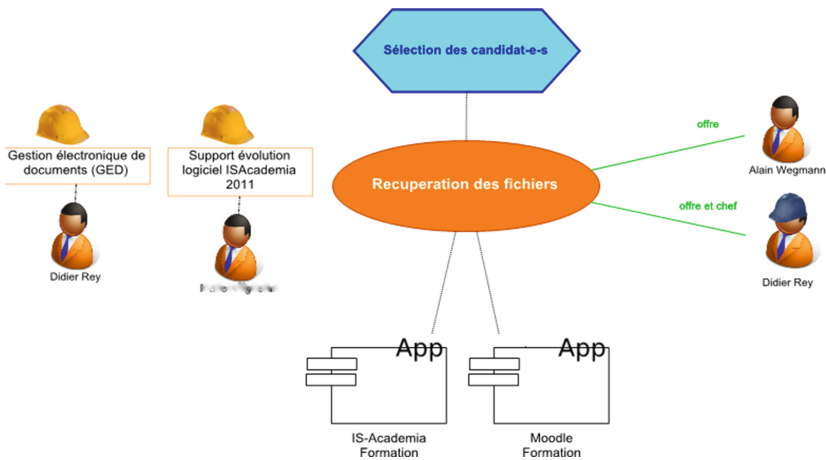 Sélection des candidat-e-s
Gestion électronique de
documents (GED)
Didier Rey
Support évolution
logiciel ISAcademia
2011
Recuperation des fichiers
offre
Alain Wegmann
offre et chef
Didier Rey
App
IS-Academia
Formation
App
Moodle
Formation